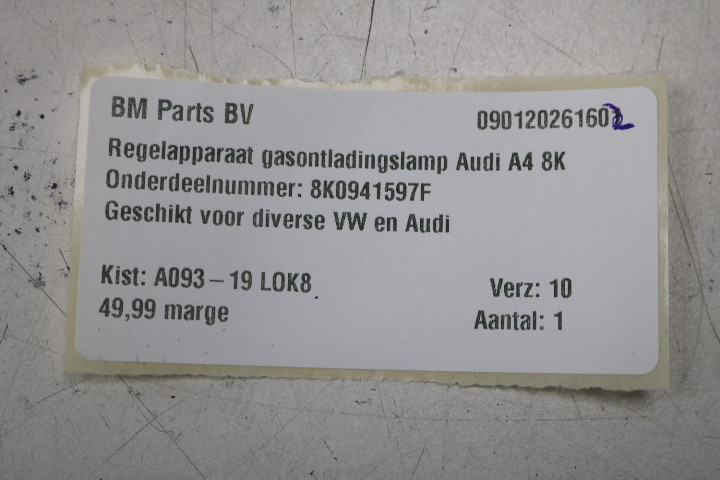 BM Parts BV
090120261602
Regelapparaat gasontladingslamp Audi A4 8K
Onderdeelnummer: 8K0941597F
Geschikt voor diverse VW en Audi
Kist: A093-19 LOK8
Verz: 10
49,99 marge
Aantal: 1